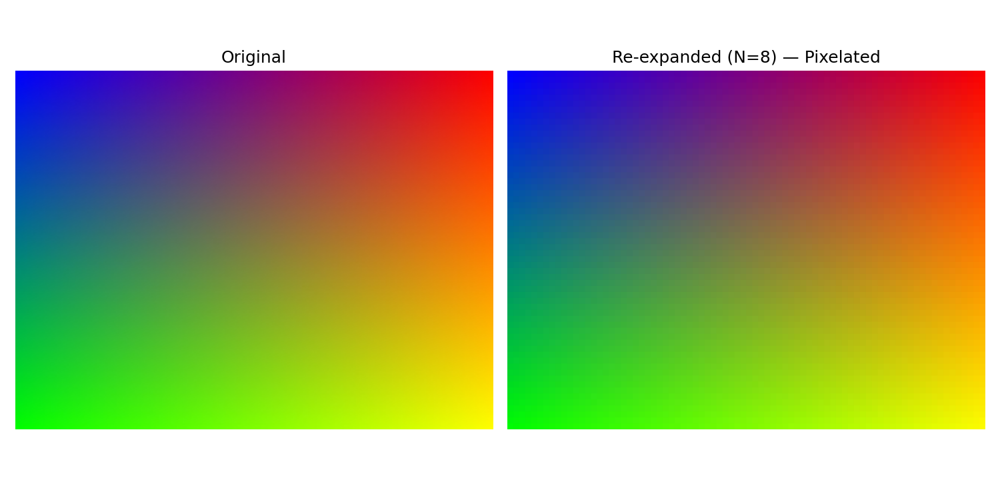 Original
Re-expanded (N=8) — Pixelated